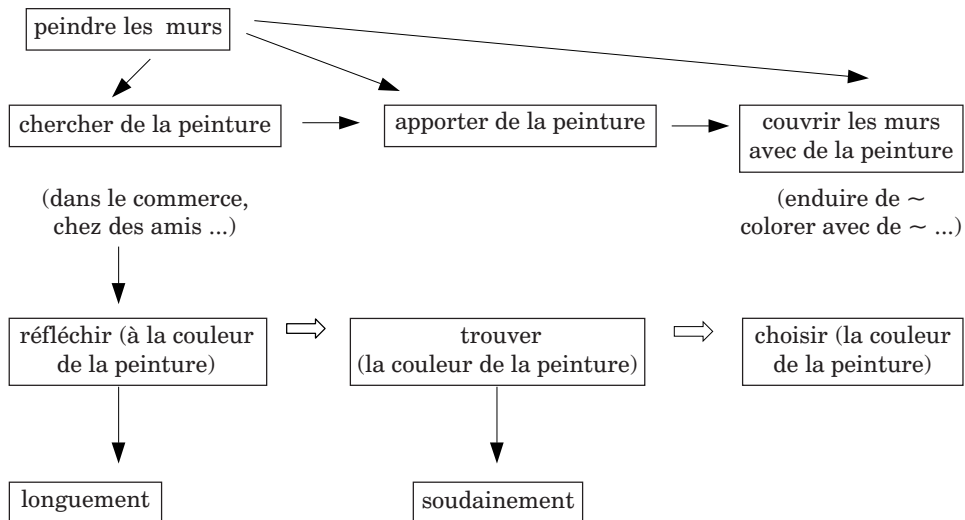 peindre les murs
chercher de la peinture
apporter de la peinture
couvrir les murs
avec de la peinture
(dans le commerce,
chez des amis ...)
(enduire de ~
colorer avec de ~ ...)
réfléchir (à la couleur
de la peinture)
trouver
(la couleur de la peinture)
choisir (la couleur
de la peinture)
longuement
soudainement